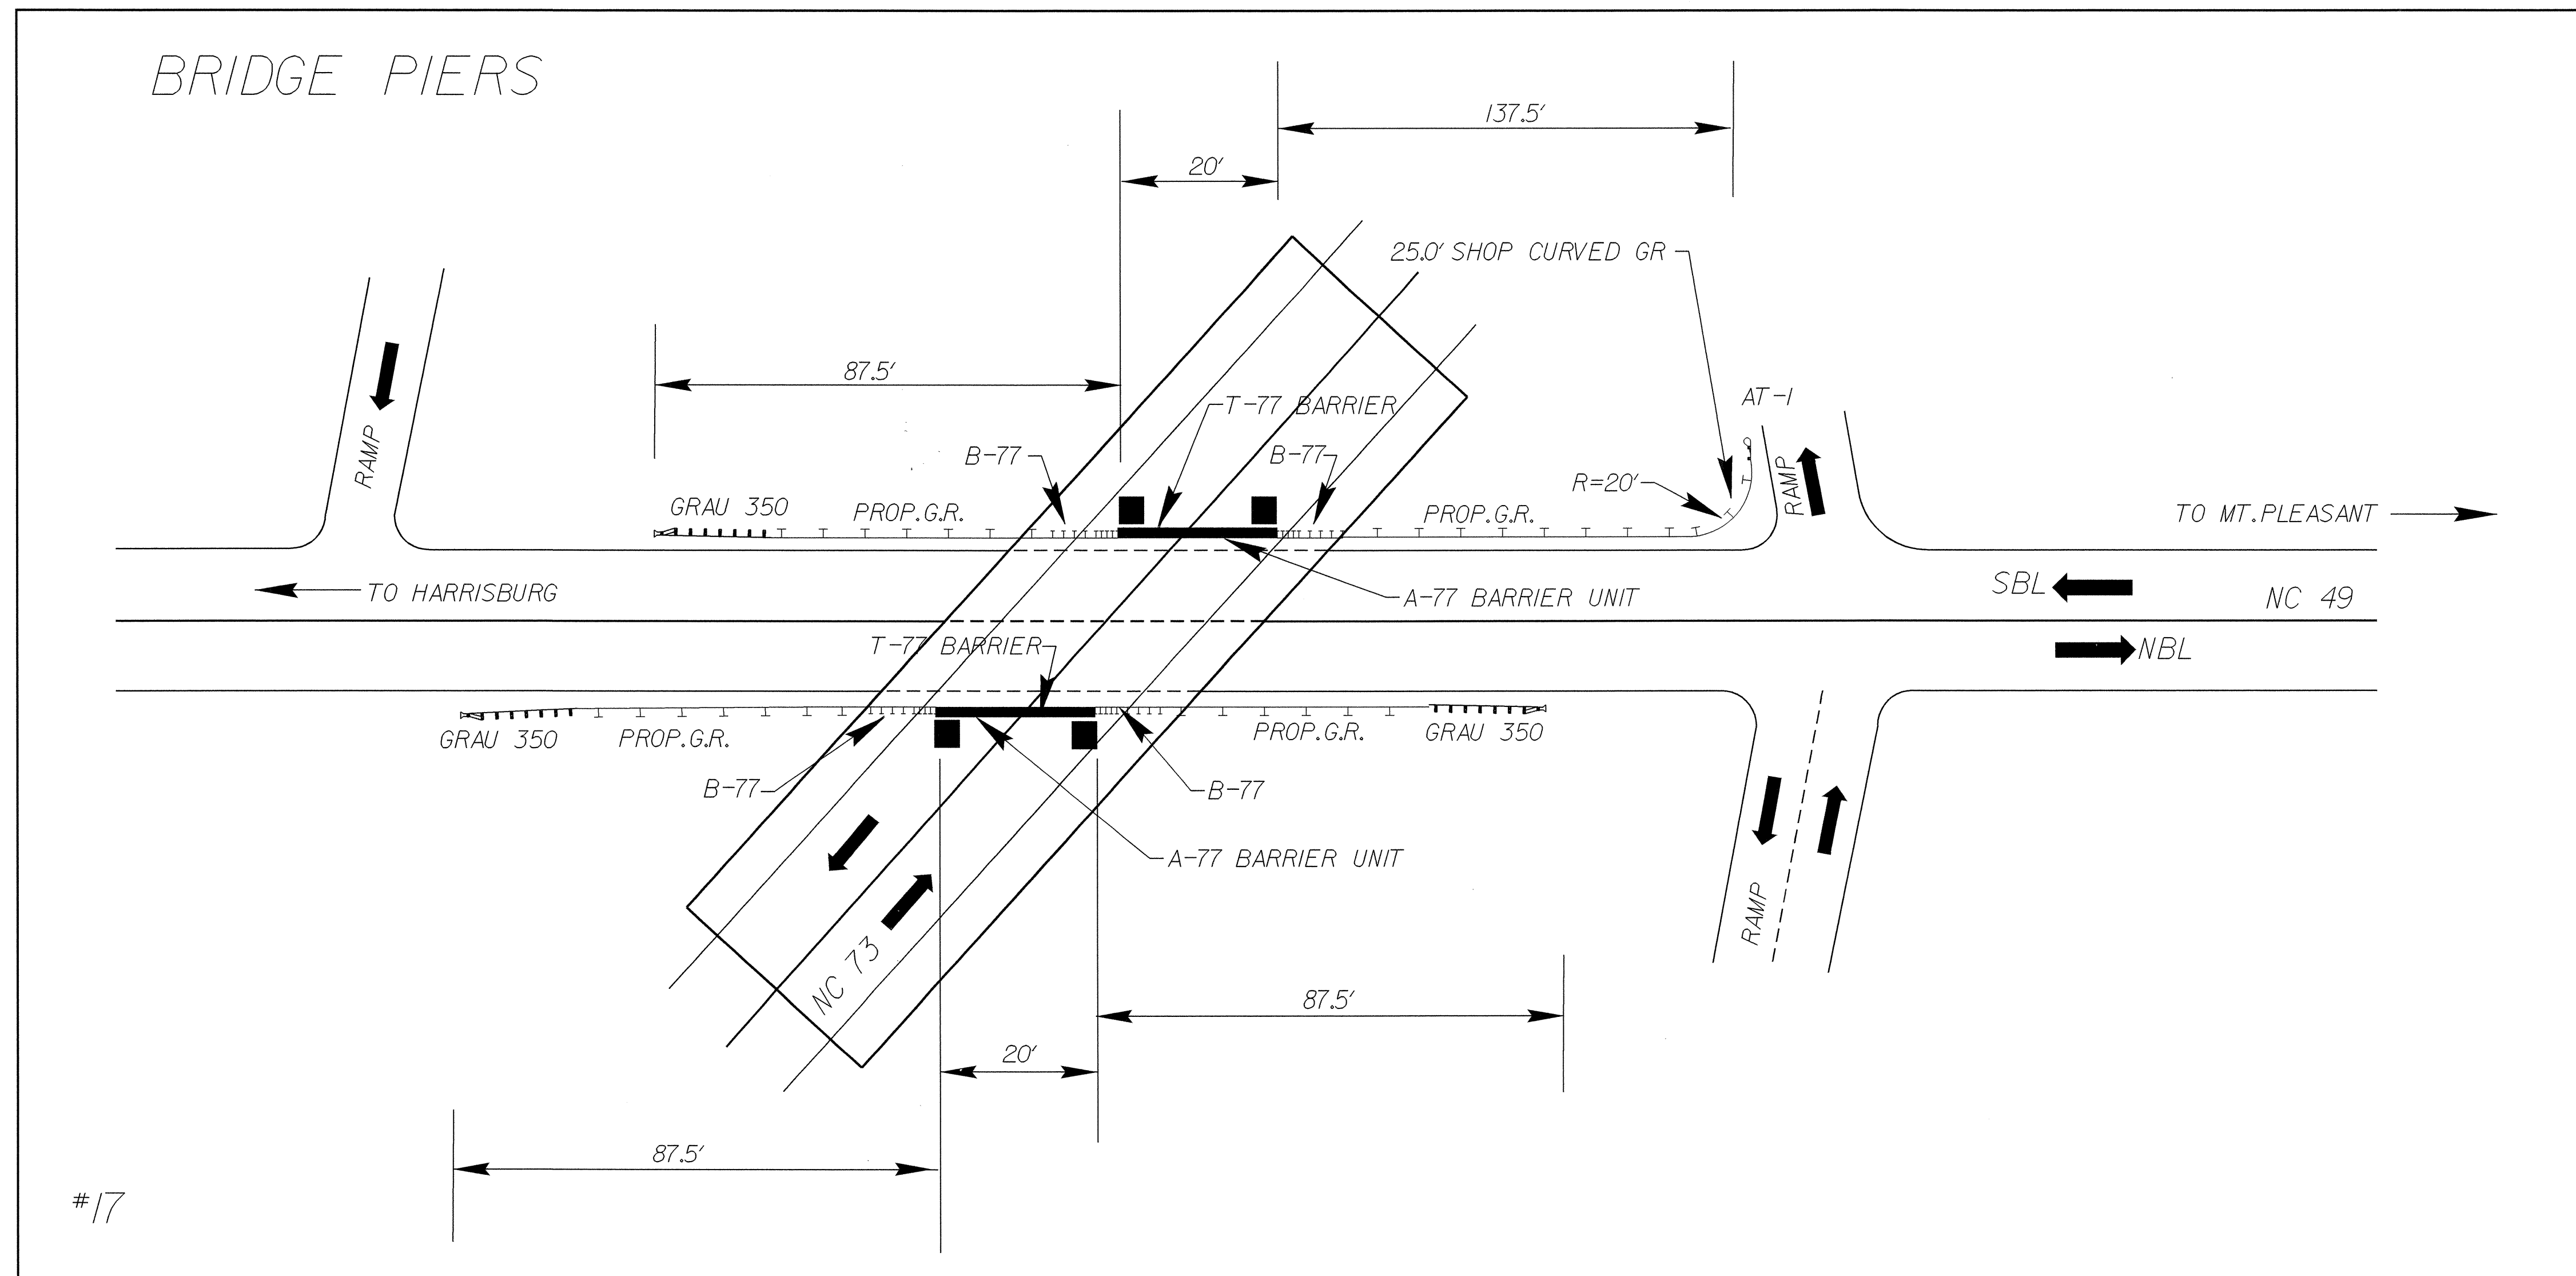 BRIDGE PIERS
137.5'
20'
25.0' SHOP CURVED GR
87.5'
T-77 BARRIER
AT-1
B-77
B-77
RAMP
R=20'
RAMP
GRAU 350
PROP. G.R.
PROP. G.R.
TO MT. PLEASANT
TO HARRISBURG
A-77 BARRIER UNIT
SBL
NC 49
T-77 BARRIER
NBL
GRAU 350
PROP. G.R.
PROP. G.R.
GRAU 350
B-77
B-77
A-77 BARRIER UNIT
RAMP
NC 73
87.5'
20'
87.5'
#17